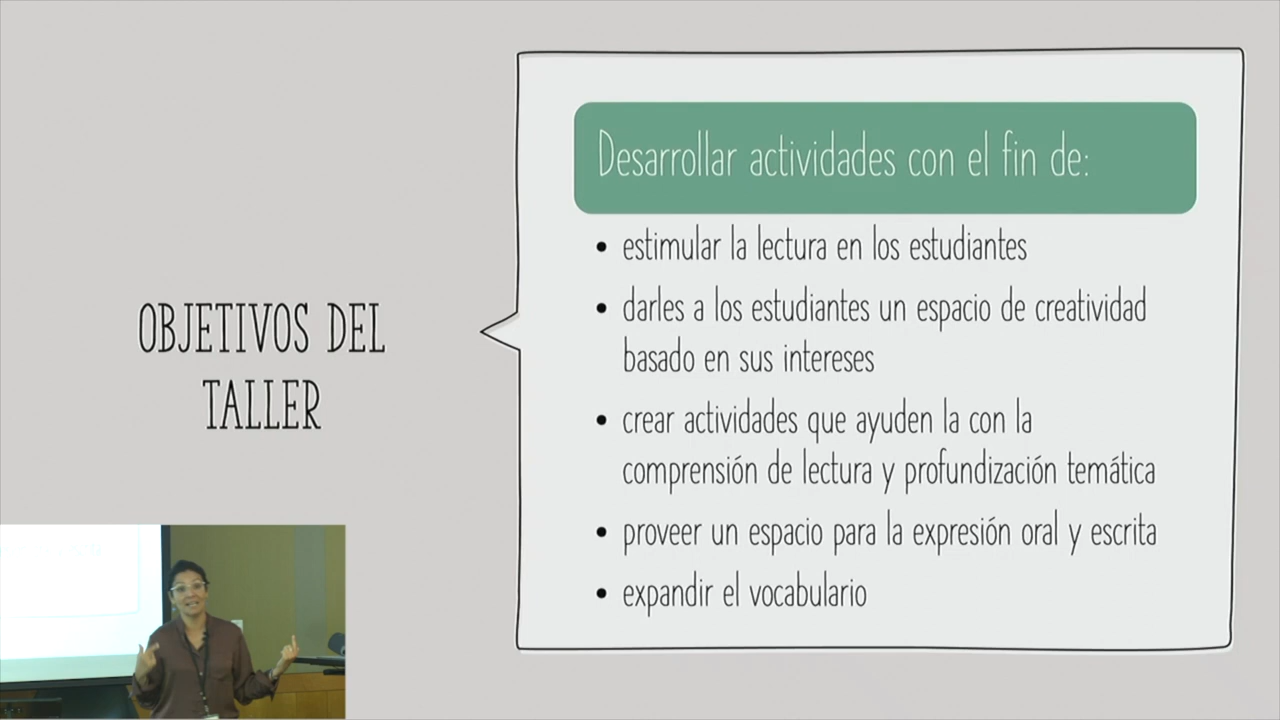 OBJETIVOS DEL
TALLER
Desarrollar actividades con el fin de:
• estimular la lectura en los estudiantes
• darles a los estudiantes un espacio de creatividad
basado en sus intereses
• crear actividades que ayuden la con la
comprensión de lectura y profundización temática
• proveer un espacio para la expresión oral y escrita
• expandir el vocabulario